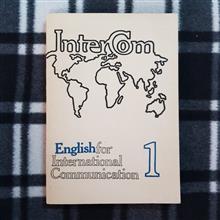 InterCom
English for
International
Communication 1